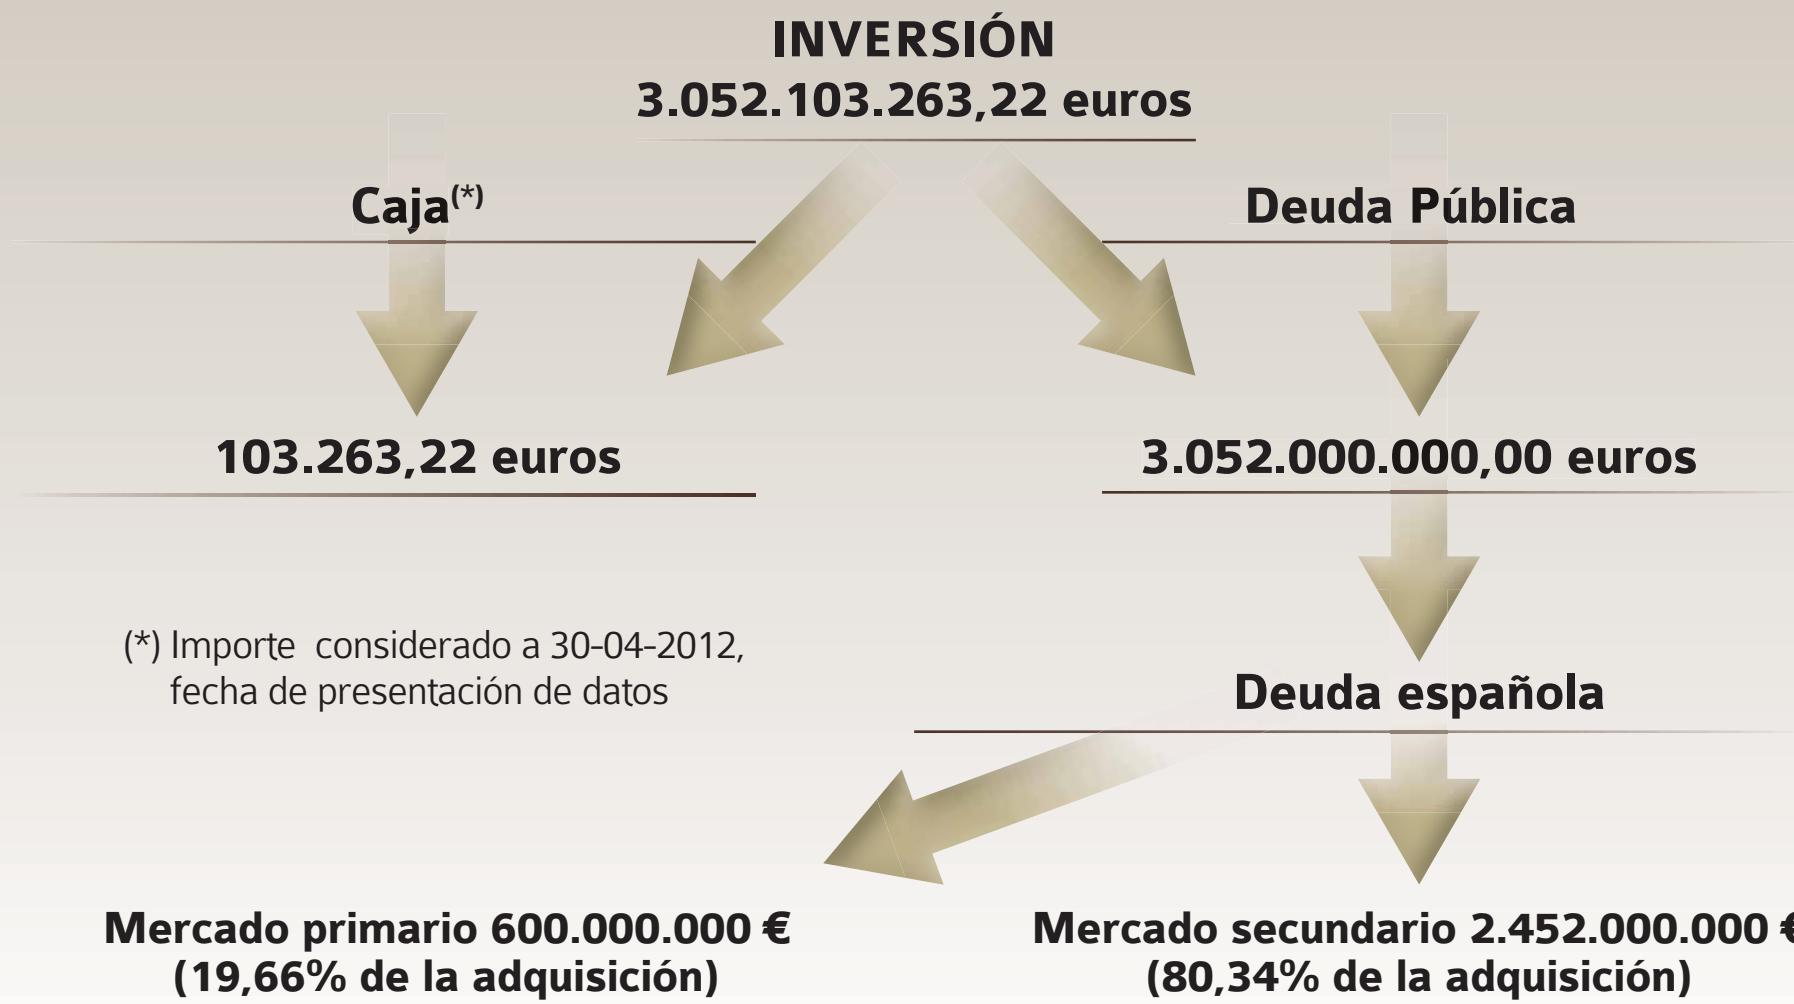 INVERSIÓN
3.052.103.263,22 euros
Caja(*)
Deuda Pública
103.263,22 euros
3.052.000.000,00 euros
(*) Importe considerado a 30-04-2012,
fecha de presentación de datos
Deuda española
Mercado primario 600.000.000 €
(19,66% de la adquisición)
Mercado secundario 2.452.000.000 €
(80,34% de la adquisición)